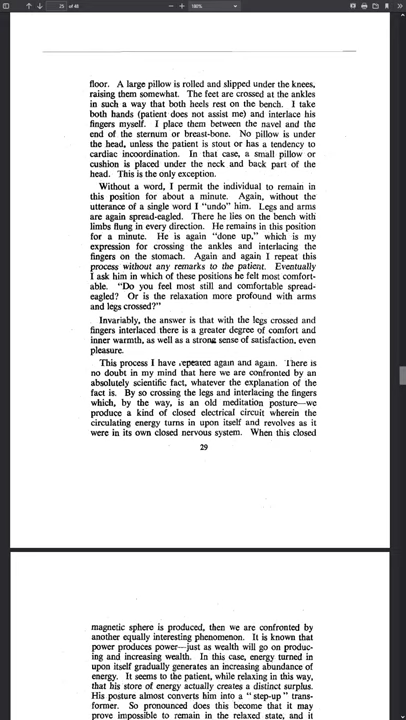 25 of 48
180%
floor. A large pillow is rolled and slipped under the knees,
raising them somewhat. The feet are crossed at the ankles
in such a way that both heels rest on the bench. I take
both hands (patient does not assist me) and interlace his
fingers myself. I place them between the navel and the
end of the sternum or breast-bone. No pillow is under
the head, unless the patient is stout or has a tendency to
cardiac incoordination. In that case, a small pillow or
cushion is placed under the neck and back part of the
head. This is the only exception.
Without a word, I permit the individual to remain in
this position for about a minute. Again, without the
utterance of a single word I “undo” him. Legs and arms
are again spread-eagled. There he lies on the bench with
limbs flung in every direction. He remains in this position
for a minute. He is again “done up,” which is my
expression for crossing the ankles and interlacing the
fingers on the stomach. Again and again I repeat this
process without any remarks to the patient. Eventually
I ask him in which of these positions he felt most comfort-
able. “Do you feel most still and comfortable spread-
eagled? Or is the relaxation more profound with arms
and legs crossed?”
Invariably, the answer is that with the legs crossed and
fingers interlaced there is a greater degree of comfort and
inner warmth, as well as a strong sense of satisfaction, even
pleasure.
This process I have repeated again and again. There is
no doubt in my mind that here we are confronted by an
absolutely scientific fact, whatever the explanation of the
fact is. By so crossing the legs and interlacing the fingers
which, by the way, is an old meditation posture—we
produce a kind of closed electrical circuit wherein the
circulating energy turns in upon itself and revolves as it
were in its own closed nervous system. When this closed
29
magnetic sphere is produced, then we are confronted by
another equally interesting phenomenon. It is known that
power produces power—just as wealth will go on produc-
ing and increasing wealth. In this case, energy turned in
upon itself gradually generates an increasing abundance of
energy. It seems to the patient, while relaxing in this way,
that his store of energy actually creates a distinct surplus.
His posture almost converts him into a “step-up” trans-
former. So pronounced does this become that it may
prove impossible to remain in the relaxed state, and it